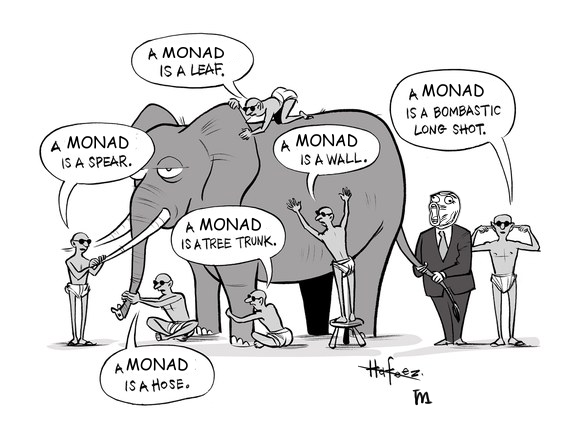 A MONAD
IS A LEAF.
A MONAD
IS A SPEAR.
A MONAD
IS A WALL.
A MONAD
IS A BOMBASTIC
LONG SHOT.
A MONAD
IS A TREE TRUNK.
A MONAD
IS A HOSE.
Hafeez.